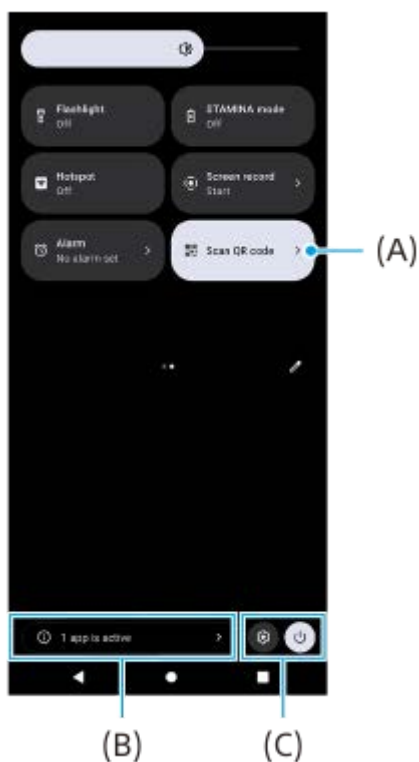 Flashlight
Off
STAMINA mode
Off
Hotspot
Off
Screen record
Start
Alarm
No alarm set
Scan QR code
(A)
1 app is active
(B)
(C)